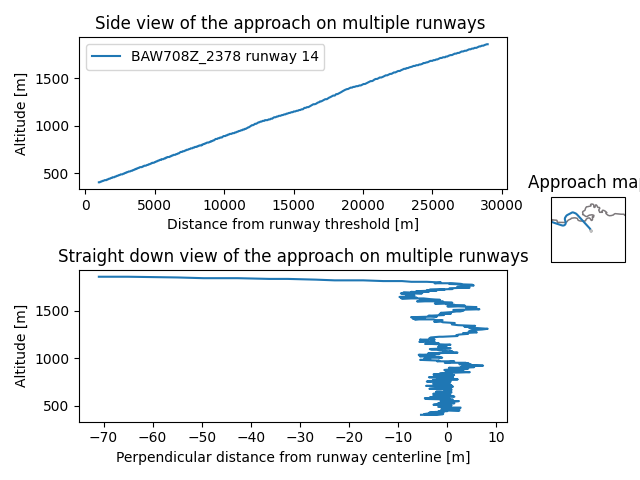 Side view of the approach on multiple runways
BAW708Z_2378 runway 14
Altitude [m]
1500
1000
500
0 5000 10000 15000 20000 25000 30000
Distance from runway threshold [m]
Approach map
Straight down view of the approach on multiple runways
Altitude [m]
1500
1000
500
−70 −60 −50 −40 −30 −20 −10 0 10
Perpendicular distance from runway centerline [m]